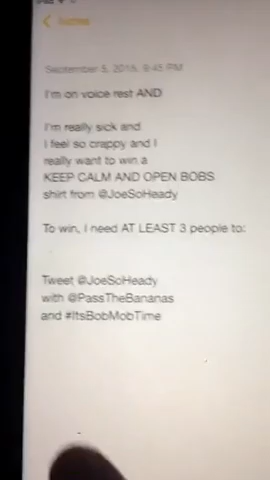 Notes
September 5, 2015, 9:45 PM
I'm on voice rest AND
I'm really sick and
I feel so crappy and I
really want to win a
KEEP CALM AND OPEN BOBS
shirt from @JoeSoHeady
To win, I need AT LEAST 3 people to:
Tweet @JoeSoHeady
with @PassTheBananas
and #ItsBobMobTime